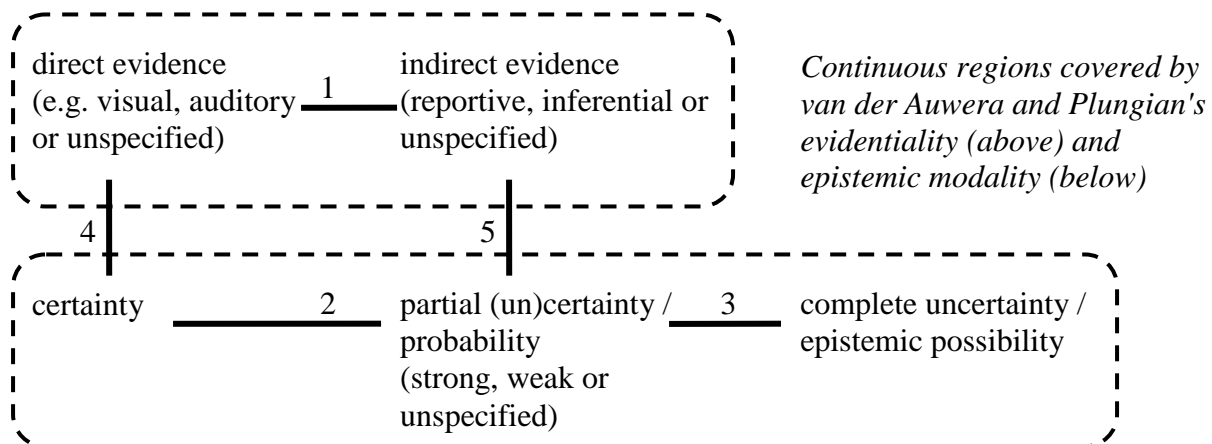 direct evidence
(e.g. visual, auditory
or unspecified)
1
indirect evidence
(reportive, inferential or
unspecified)
Continuous regions covered by
van der Auwera and Plungian's
evidentiality (above) and
epistemic modality (below)
4
5
certainty
2
partial (un)certainty /
probability
(strong, weak or
unspecified)
3
complete uncertainty /
epistemic possibility